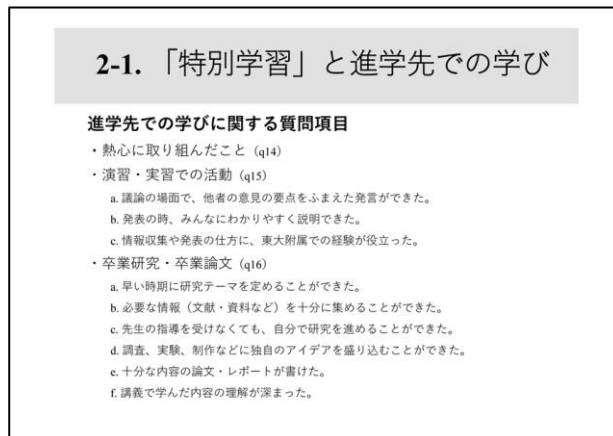 2-1. 「特別学習」と進学先での学び
進学先での学びに関する質問項目
・熱心に取り組んだこと (q14)
・演習・実習での活動 (q15)
a. 議論の場面で、他者の意見の要点をふまえた発言ができた。
b. 発表の時、みんなにわかりやすく説明できた。
c. 情報収集や発表の仕方に、東大附属での経験が役立った。
・卒業研究・卒業論文 (q16)
a. 早い時期に研究テーマを定めることができた。
b. 必要な情報（文献・資料など）を十分に集めることができた。
c. 先生の指導を受けなくても、自分で研究を進めることができた。
d. 調査、実験、制作などに独自のアイデアを盛り込むことができた。
e. 十分な内容の論文・レポートが書けた。
f. 講義で学んだ内容の理解が深まった。